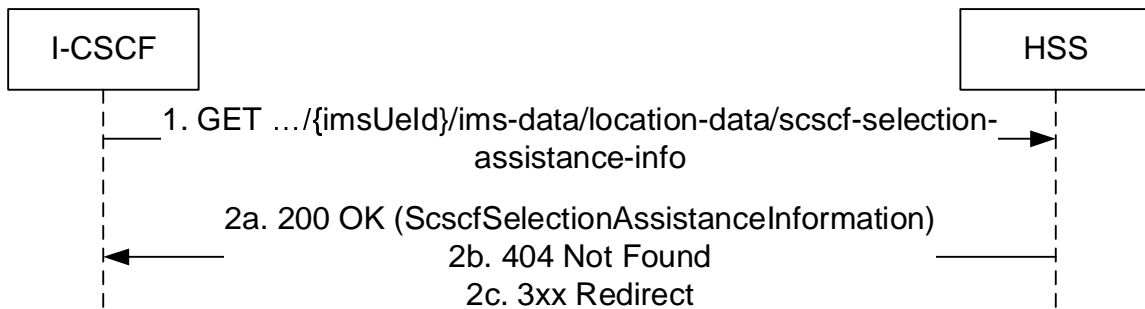 I-CSCF
HSS
1. GET …/{imsUeId}/ims-data/location-data/scscf-selection-
assistance-info
2a. 200 OK (ScscfSelectionAssistanceInformation)
2b. 404 Not Found
2c. 3xx Redirect